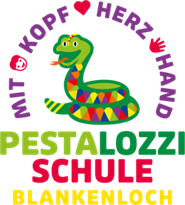 MIT KOPF HERZ HAND
PESTALOZZI
SCHULE
BLANKENLOCH